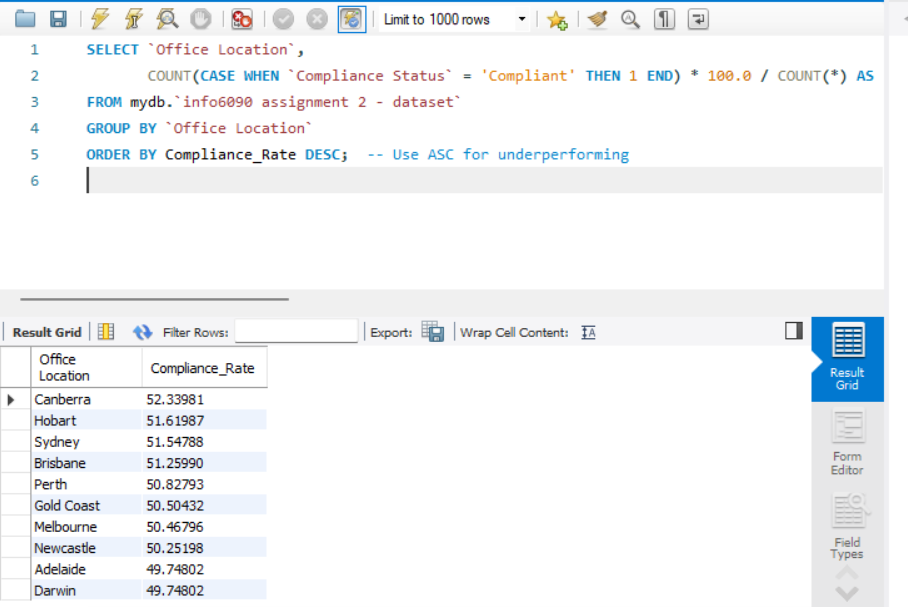 Limit to 1000 rows
1 SELECT `Office Location`,
2 COUNT(CASE WHEN `Compliance Status` = 'Compliant' THEN 1 END) * 100.0 / COUNT(*) AS
3 FROM mydb.`info6090 assignment 2 - dataset`
4 GROUP BY `Office Location`
5 ORDER BY Compliance_Rate DESC;  -- Use ASC for underperforming
6
Result Grid Filter Rows: Export: Wrap Cell Content: IA
Office
Location Compliance_Rate
Canberra 52.33981
Hobart 51.61987
Sydney 51.54788
Brisbane 51.25990
Perth 50.82793
Gold Coast 50.50432
Melbourne 50.46796
Newcastle 50.25198
Adelaide 49.74802
Darwin 49.74802
Result
Grid
Form
Editor
Field
Types